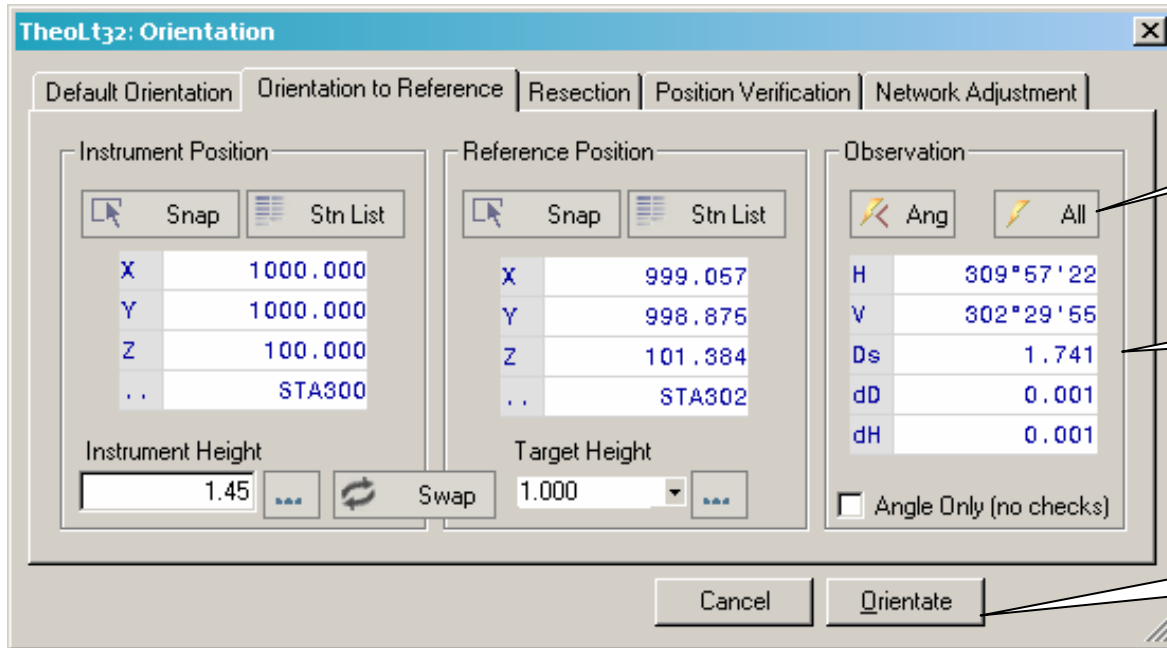 TheoLt32: Orientation
Default Orientation
Orientation to Reference
Resection
Position Verification
Network Adjustment
Instrument Position
Snap
Stn List
X 1000.000
Y 1000.000
Z 100.000
.. STA300
Instrument Height
1.45
...
Swap
Reference Position
Snap
Stn List
X 999.057
Y 998.875
Z 101.384
.. STA302
Target Height
1.000
...
Observation
Ang
All
H 309°57'22
V 302°29'55
Ds 1.741
dD 0.001
dH 0.001
Angle Only (no checks)
Cancel
Orientate